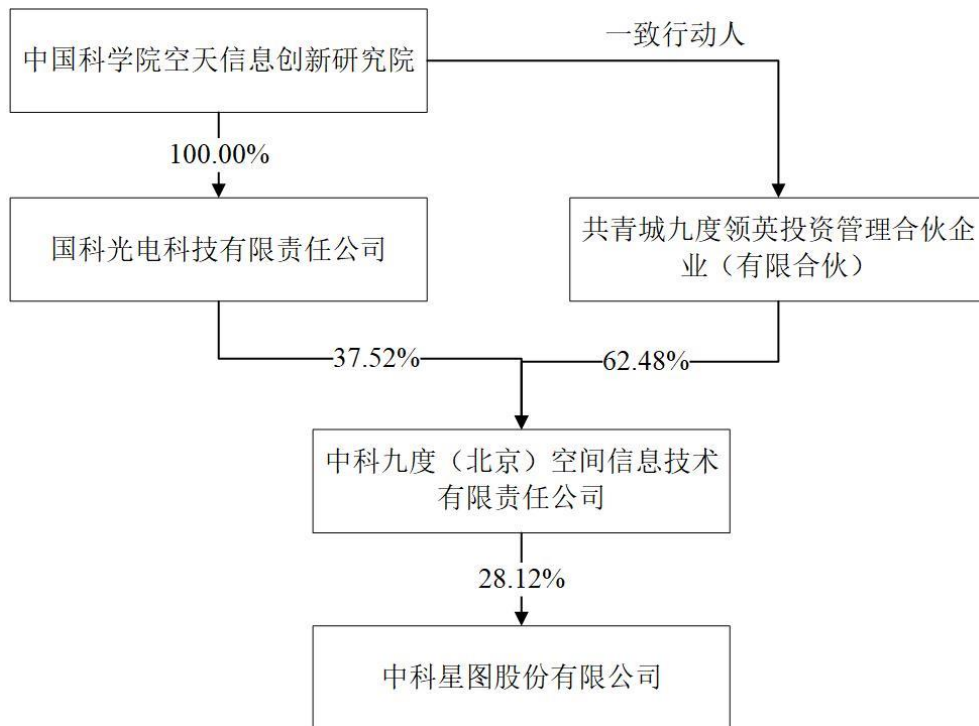 中国科学院空天信息创新研究院
一致行动人
100.00%
国科光电科技有限责任公司
共青城九度领英投资管理合伙企
业（有限合伙）
37.52%
62.48%
中科九度（北京）空间信息技术
有限责任公司
28.12%
中科星图股份有限公司